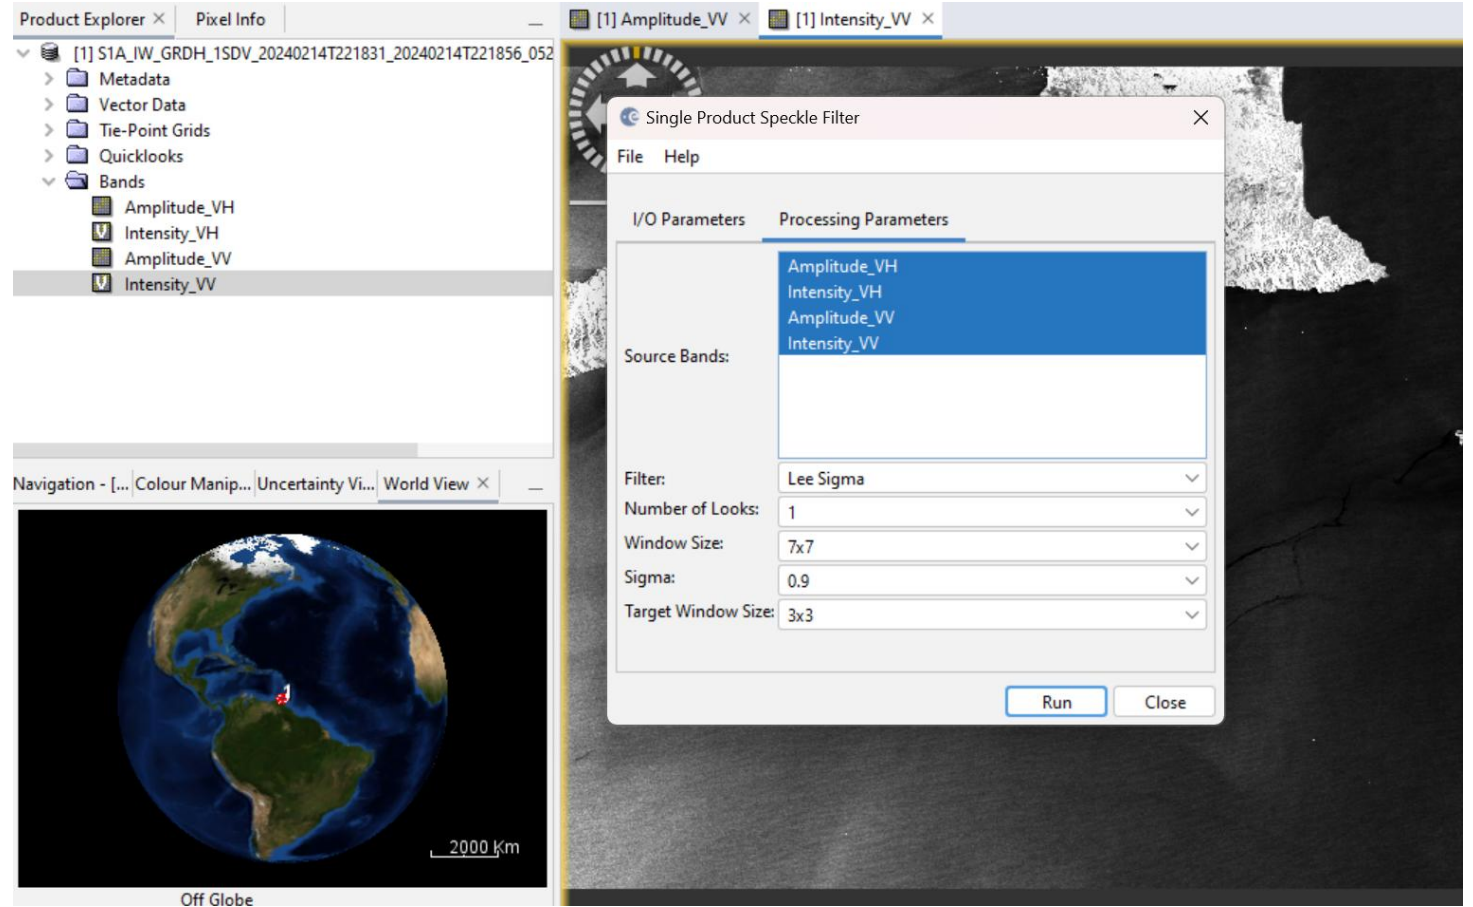 Product Explorer × Pixel Info
[1] Amplitude_VV × [1] Intensity_VV ×
[1] S1A_IW_GRDH_1SDV_20240214T221831_20240214T221856_052
Metadata
Vector Data
Tie-Point Grids
Quicklooks
Bands
Amplitude_VH
Intensity_VH
Amplitude_VV
Intensity_VV
Single Product Speckle Filter
File Help
I/O Parameters Processing Parameters
Source Bands:
Amplitude_VH
Intensity_VH
Amplitude_VV
Intensity_VV
Filter: Lee Sigma
Number of Looks: 1
Window Size: 7x7
Sigma: 0.9
Target Window Size: 3x3
Run Close
Navigation - [... Colour Manip... Uncertainty Vi... World View ×
2000 Km
Off Globe